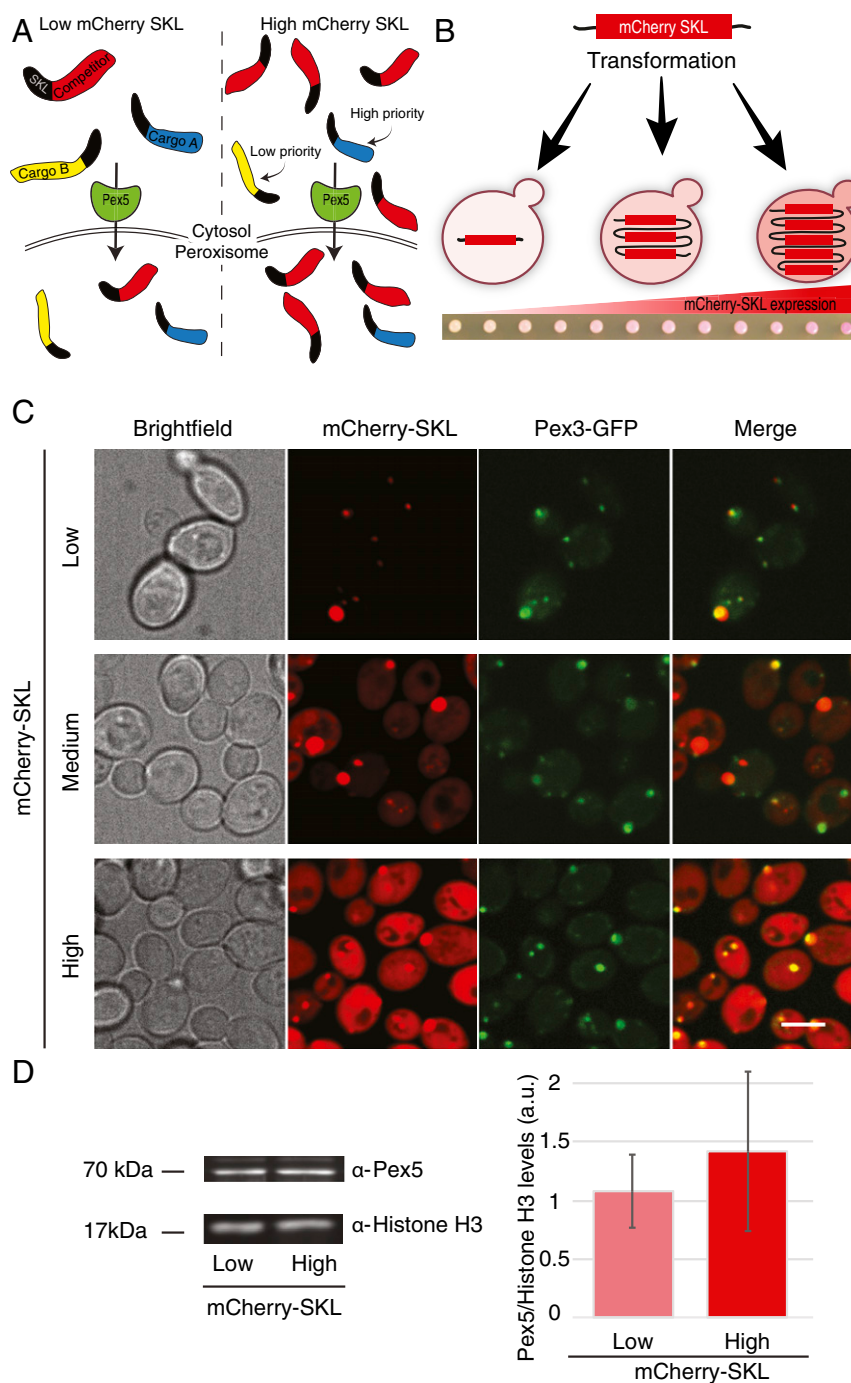 A
Low mCherry SKL
High mCherry SKL
SKL
Competitor
Cargo A
Cargo B
Pex5
High priority
Low priority
Pex5
Cytosol
Peroxisome
B
mCherry SKL
Transformation
mCherry-SKL expression
C
Brightfield
mCherry-SKL
Pex3-GFP
Merge
mCherry-SKL
Low
Medium
High
D
70 kDa
α-Pex5
17kDa
α-Histone H3
Low
High
mCherry-SKL
Pex5/Histone H3 levels (a.u.)
2
1.5
1
0.5
0
Low
High
mCherry-SKL